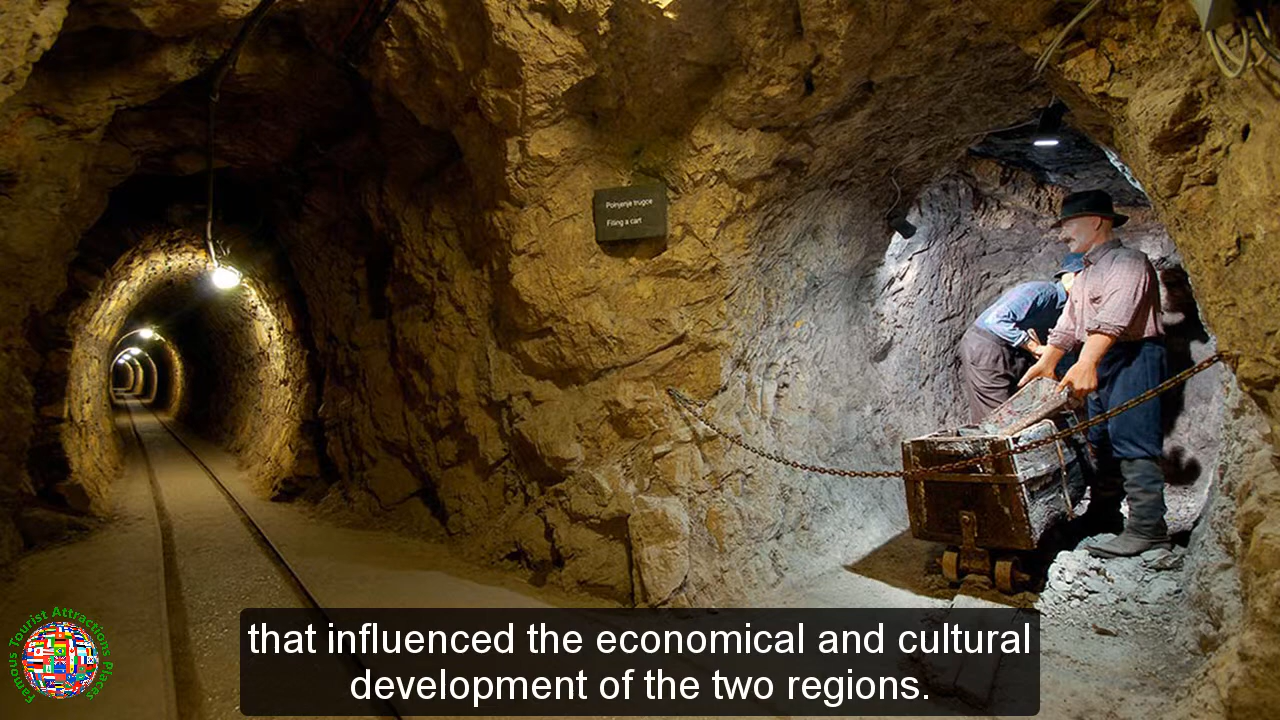 Polnjenje trugce
Filling a cart
Famous Tourist Attractions Places
that influenced the economical and cultural
development of the two regions.